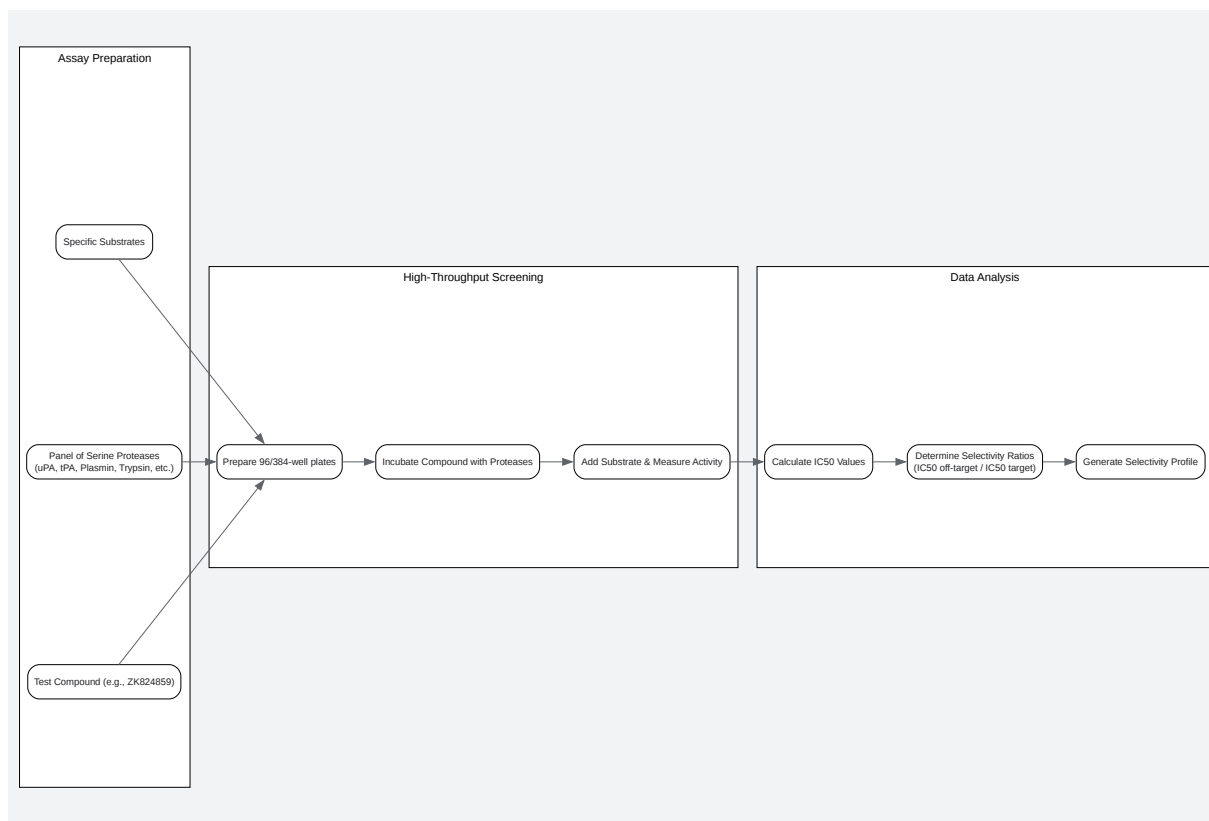 Assay Preparation
Specific Substrates
Panel of Serine Proteases
(uPA, tPA, Plasmin, Trypsin, etc.)
Test Compound (e.g., ZK824859)
High-Throughput Screening
Prepare 96/384-well plates
Incubate Compound with Proteases
Add Substrate & Measure Activity
Data Analysis
Calculate IC50 Values
Determine Selectivity Ratios
(IC50 off-target / IC50 target)
Generate Selectivity Profile